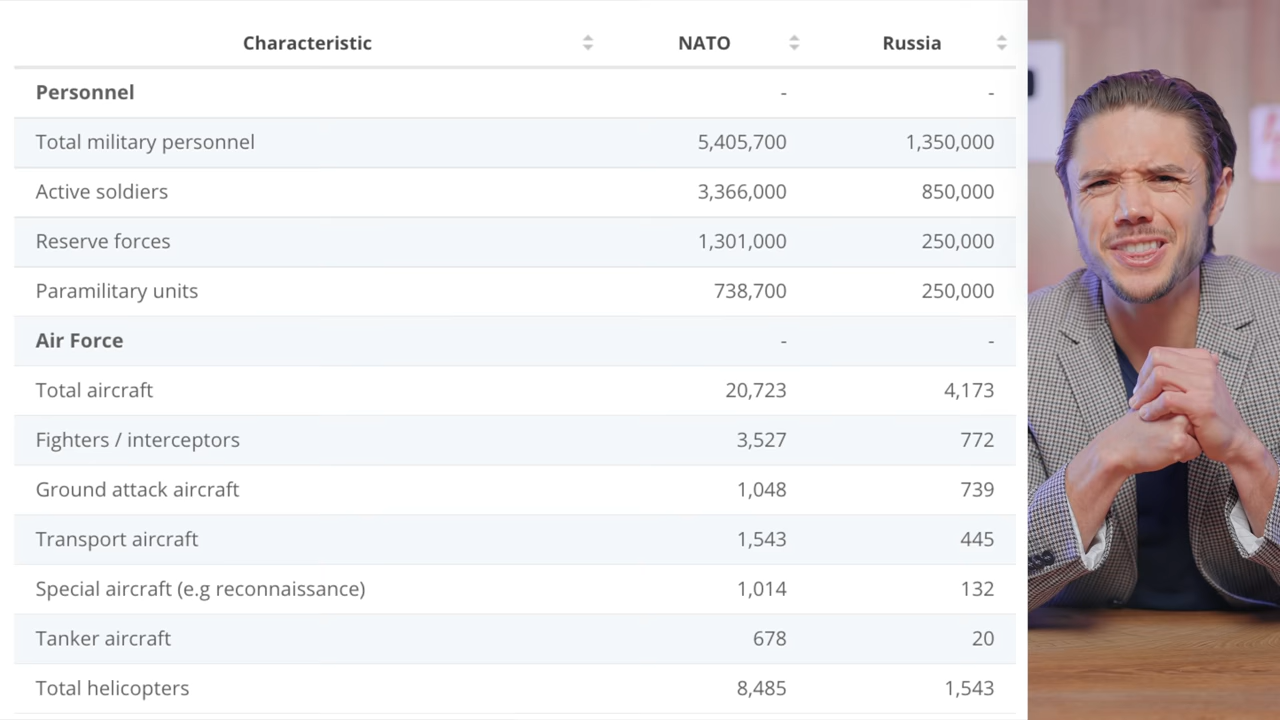 Characteristic NATO Russia
Personnel - -
Total military personnel 5,405,700 1,350,000
Active soldiers 3,366,000 850,000
Reserve forces 1,301,000 250,000
Paramilitary units 738,700 250,000
Air Force - -
Total aircraft 20,723 4,173
Fighters / interceptors 3,527 772
Ground attack aircraft 1,048 739
Transport aircraft 1,543 445
Special aircraft (e.g reconnaissance) 1,014 132
Tanker aircraft 678 20
Total helicopters 8,485 1,543